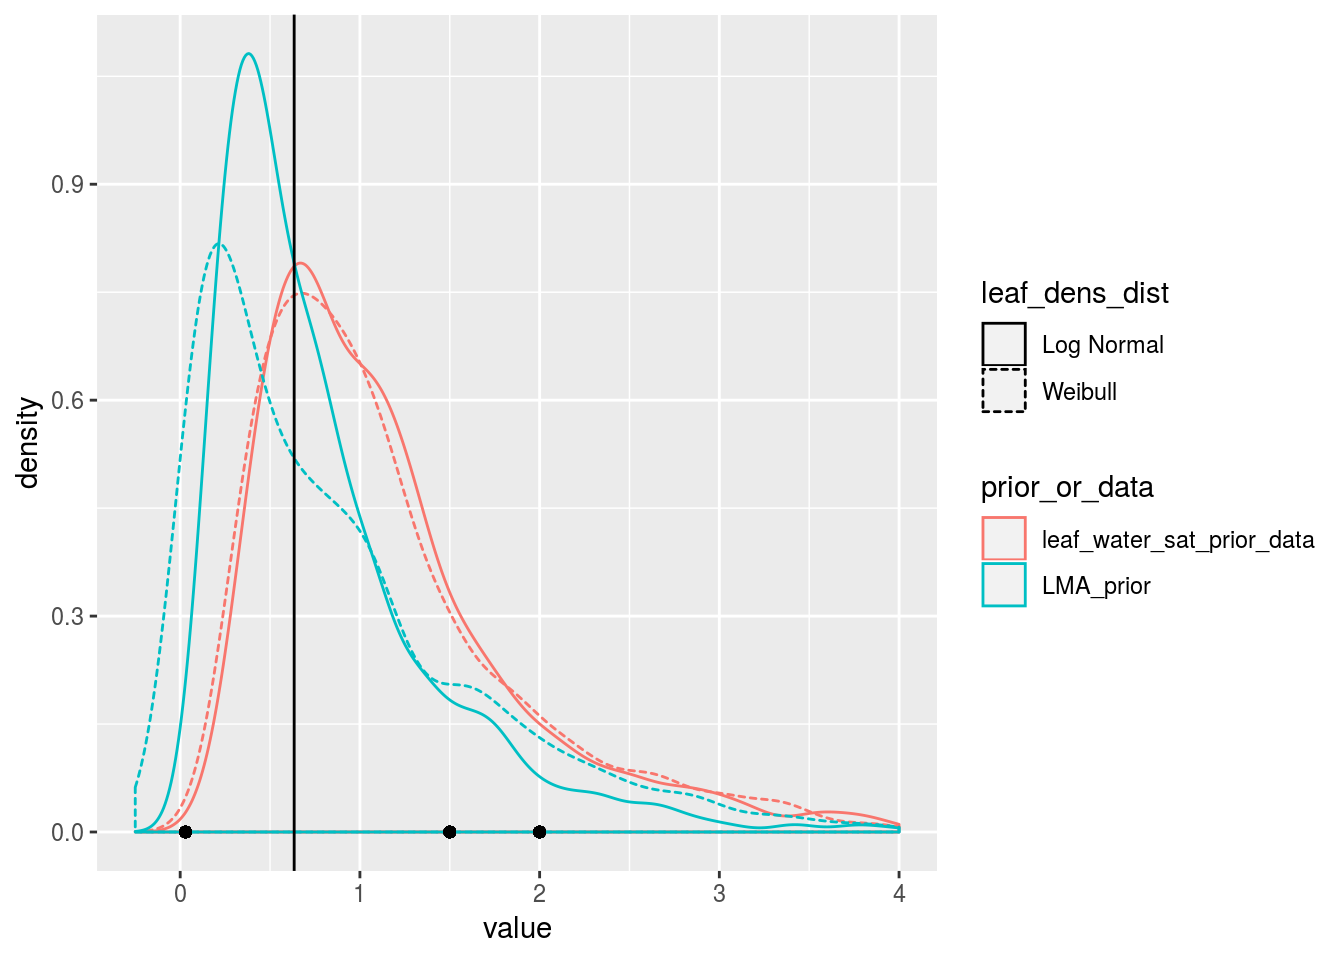 0.9
0.6
0.3
0.0
density
0
1
2
3
4
value
leaf_dens_dist
Log Normal
Weibull
prior_or_data
leaf_water_sat_prior_data
LMA_prior